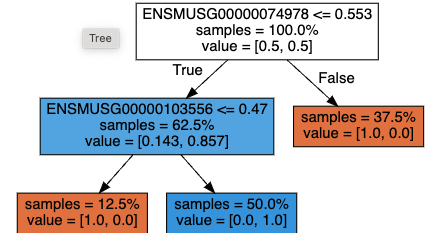 Tree
ENSMUSG00000074978 <= 0.553
samples = 100.0%
value = [0.5, 0.5]
True
False
ENSMUSG00000103556 <= 0.47
samples = 62.5%
value = [0.143, 0.857]
samples = 37.5%
value = [1.0, 0.0]
samples = 12.5%
value = [1.0, 0.0]
samples = 50.0%
value = [0.0, 1.0]